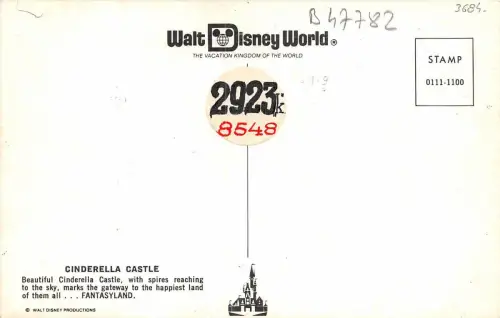 B 47782
3684.
Walt Disney World®
THE VACATION KINGDOM OF THE WORLD
STAMP
0111-1100
2923k
8548
CINDERELLA CASTLE
Beautiful Cinderella Castle, with spires reaching
to the sky, marks the gateway to the happiest land
of them all . . . FANTASYLAND.
© WALT DISNEY PRODUCTIONS